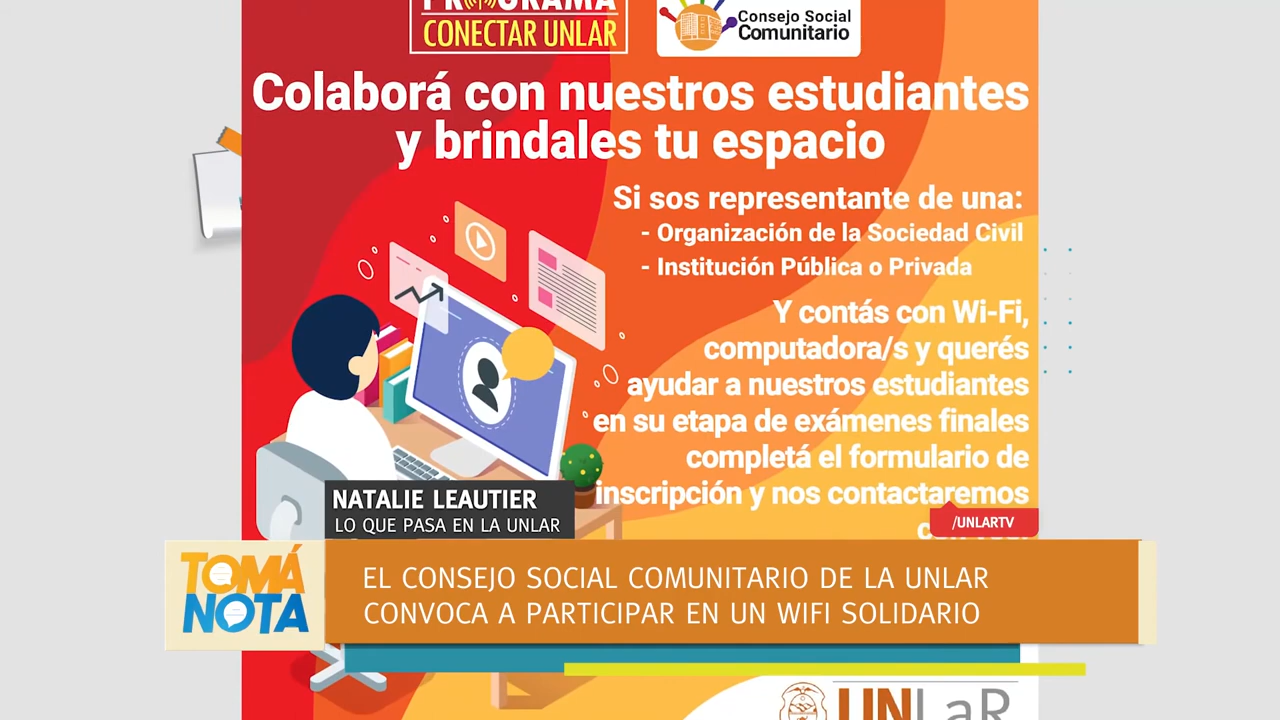 PROGRAMA
CONECTAR UNLAR
Consejo Social
Comunitario
Colaborá con nuestros estudiantes
y brindales tu espacio
Si sos representante de una:
- Organización de la Sociedad Civil
- Institución Pública o Privada
Y contás con Wi-Fi,
computadora/s y querés
ayudar a nuestros estudiantes
en su etapa de exámenes finales
completá el formulario de
inscripción y nos contactaremos
NATALIE LEAUTIER
LO QUE PASA EN LA UNLAR
/UNLARTV
TOMÁ
NOTA
EL CONSEJO SOCIAL COMUNITARIO DE LA UNLAR
CONVOCA A PARTICIPAR EN UN WIFI SOLIDARIO
UNLaR